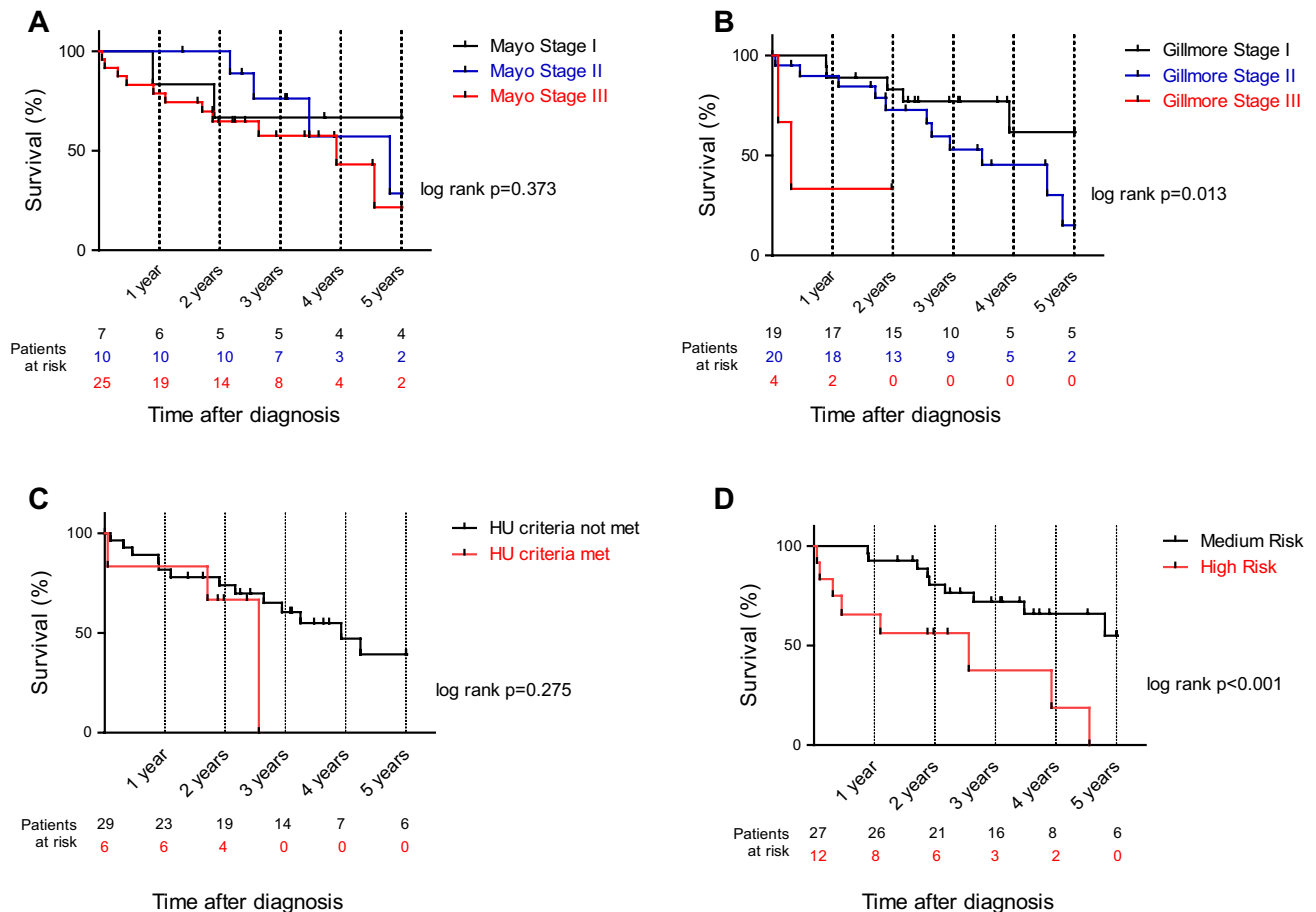 A
100
50
0
Survival (%)
Mayo Stage I
Mayo Stage II
Mayo Stage III
log rank p=0.373
1 year 2 years 3 years 4 years 5 years
7 6 5 5 4 4
Patients at risk
10 10 10 7 3 2
25 19 14 8 4 2
Time after diagnosis
B
100
50
0
Survival (%)
Gillmore Stage I
Gillmore Stage II
Gillmore Stage III
log rank p=0.013
1 year 2 years 3 years 4 years 5 years
19 17 15 10 5 5
Patients at risk
20 18 13 9 5 2
4 2 0 0 0 0
Time after diagnosis
C
100
50
0
Survival (%)
HU criteria not met
HU criteria met
log rank p=0.275
1 year 2 years 3 years 4 years 5 years
Patients at risk
29 23 19 14 7 6
6 6 4 0 0 0
Time after diagnosis
D
100
50
0
Survival (%)
Medium Risk
High Risk
log rank p<0.001
1 year 2 years 3 years 4 years 5 years
Patients at risk
27 26 21 16 8 6
12 8 6 3 2 0
Time after diagnosis